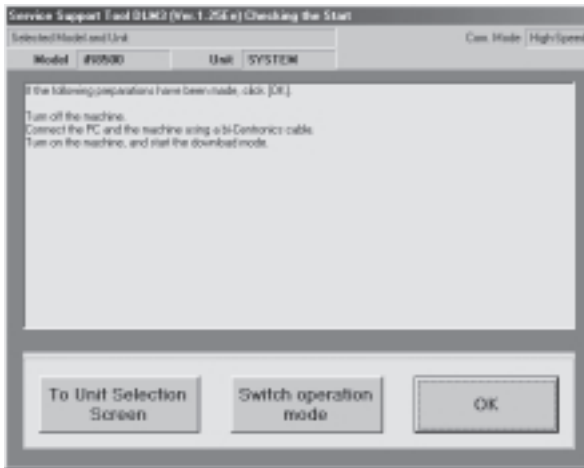 Service Support Tool DLM3 (Ver.1.25Ee) Checking the Start
Selected Model and Unit
Com. Mode High Speed
Model iR8500 Unit SYSTEM
If the following preparations have been made, click [OK].
Turn off the machine.
Connect the PC and the machine using a bi-Centronics cable.
Turn on the machine, and start the download mode.
To Unit Selection
Screen
Switch operation
mode
OK